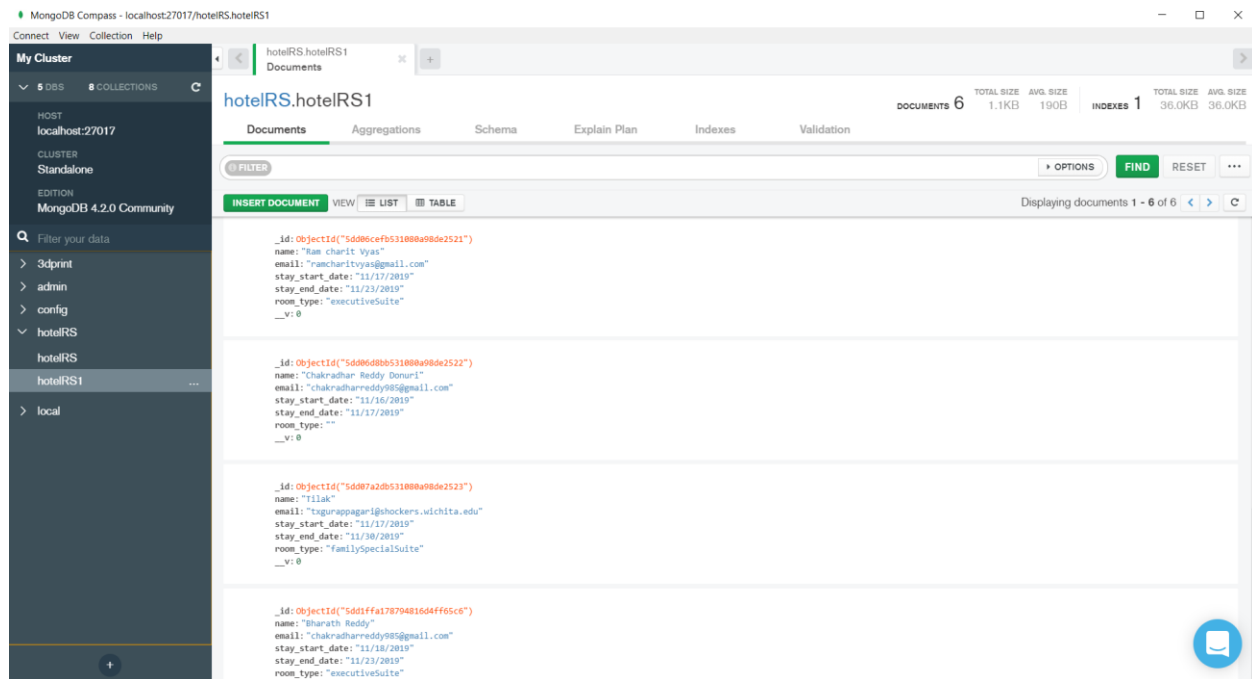 MongoDB Compass - localhost:27017/hotelRS.hotelRS1
Connect View Collection Help
My Cluster
5 DBS 8 COLLECTIONS
HOST
localhost:27017
CLUSTER
Standalone
EDITION
MongoDB 4.2.0 Community
Filter your data
3dprint
admin
config
hotelRS
hotelRS
hotelRS1 ...
local
+
hotelRS.hotelRS1
Documents
+
hotelRS.hotelRS1
DOCUMENTS 6 TOTAL SIZE 1.1KB AVG. SIZE 190B INDEXES 1 TOTAL SIZE 36.0KB AVG. SIZE 36.0KB
Documents Aggregations Schema Explain Plan Indexes Validation
FILTER OPTIONS FIND RESET ...
INSERT DOCUMENT VIEW LIST TABLE Displaying documents 1 - 6 of 6
_id:ObjectId("5dd06cefb531080a98de2521")
name:"Ram charit Vyas"
email:"ramcharitvyas@gmail.com"
stay_start_date:"11/17/2019"
stay_end_date:"11/23/2019"
room_type:"executiveSuite"
__v:0
_id:ObjectId("5dd06d8bb531080a98de2522")
name:"Chakradhar Reddy Donuri"
email:"chakradharreddy985@gmail.com"
stay_start_date:"11/16/2019"
stay_end_date:"11/17/2019"
room_type:""
__v:0
_id:ObjectId("5dd07a2db531080a98de2523")
name:"Tilak"
email:"txgurappagari@shockers.wichita.edu"
stay_start_date:"11/17/2019"
stay_end_date:"11/30/2019"
room_type:"familySpecialSuite"
__v:0
_id:ObjectId("5dd1ffa178794816d4ff65c6")
name:"Bharath Reddy"
email:"chakradharreddy985@gmail.com"
stay_start_date:"11/18/2019"
stay_end_date:"11/23/2019"
room_type:"executiveSuite"